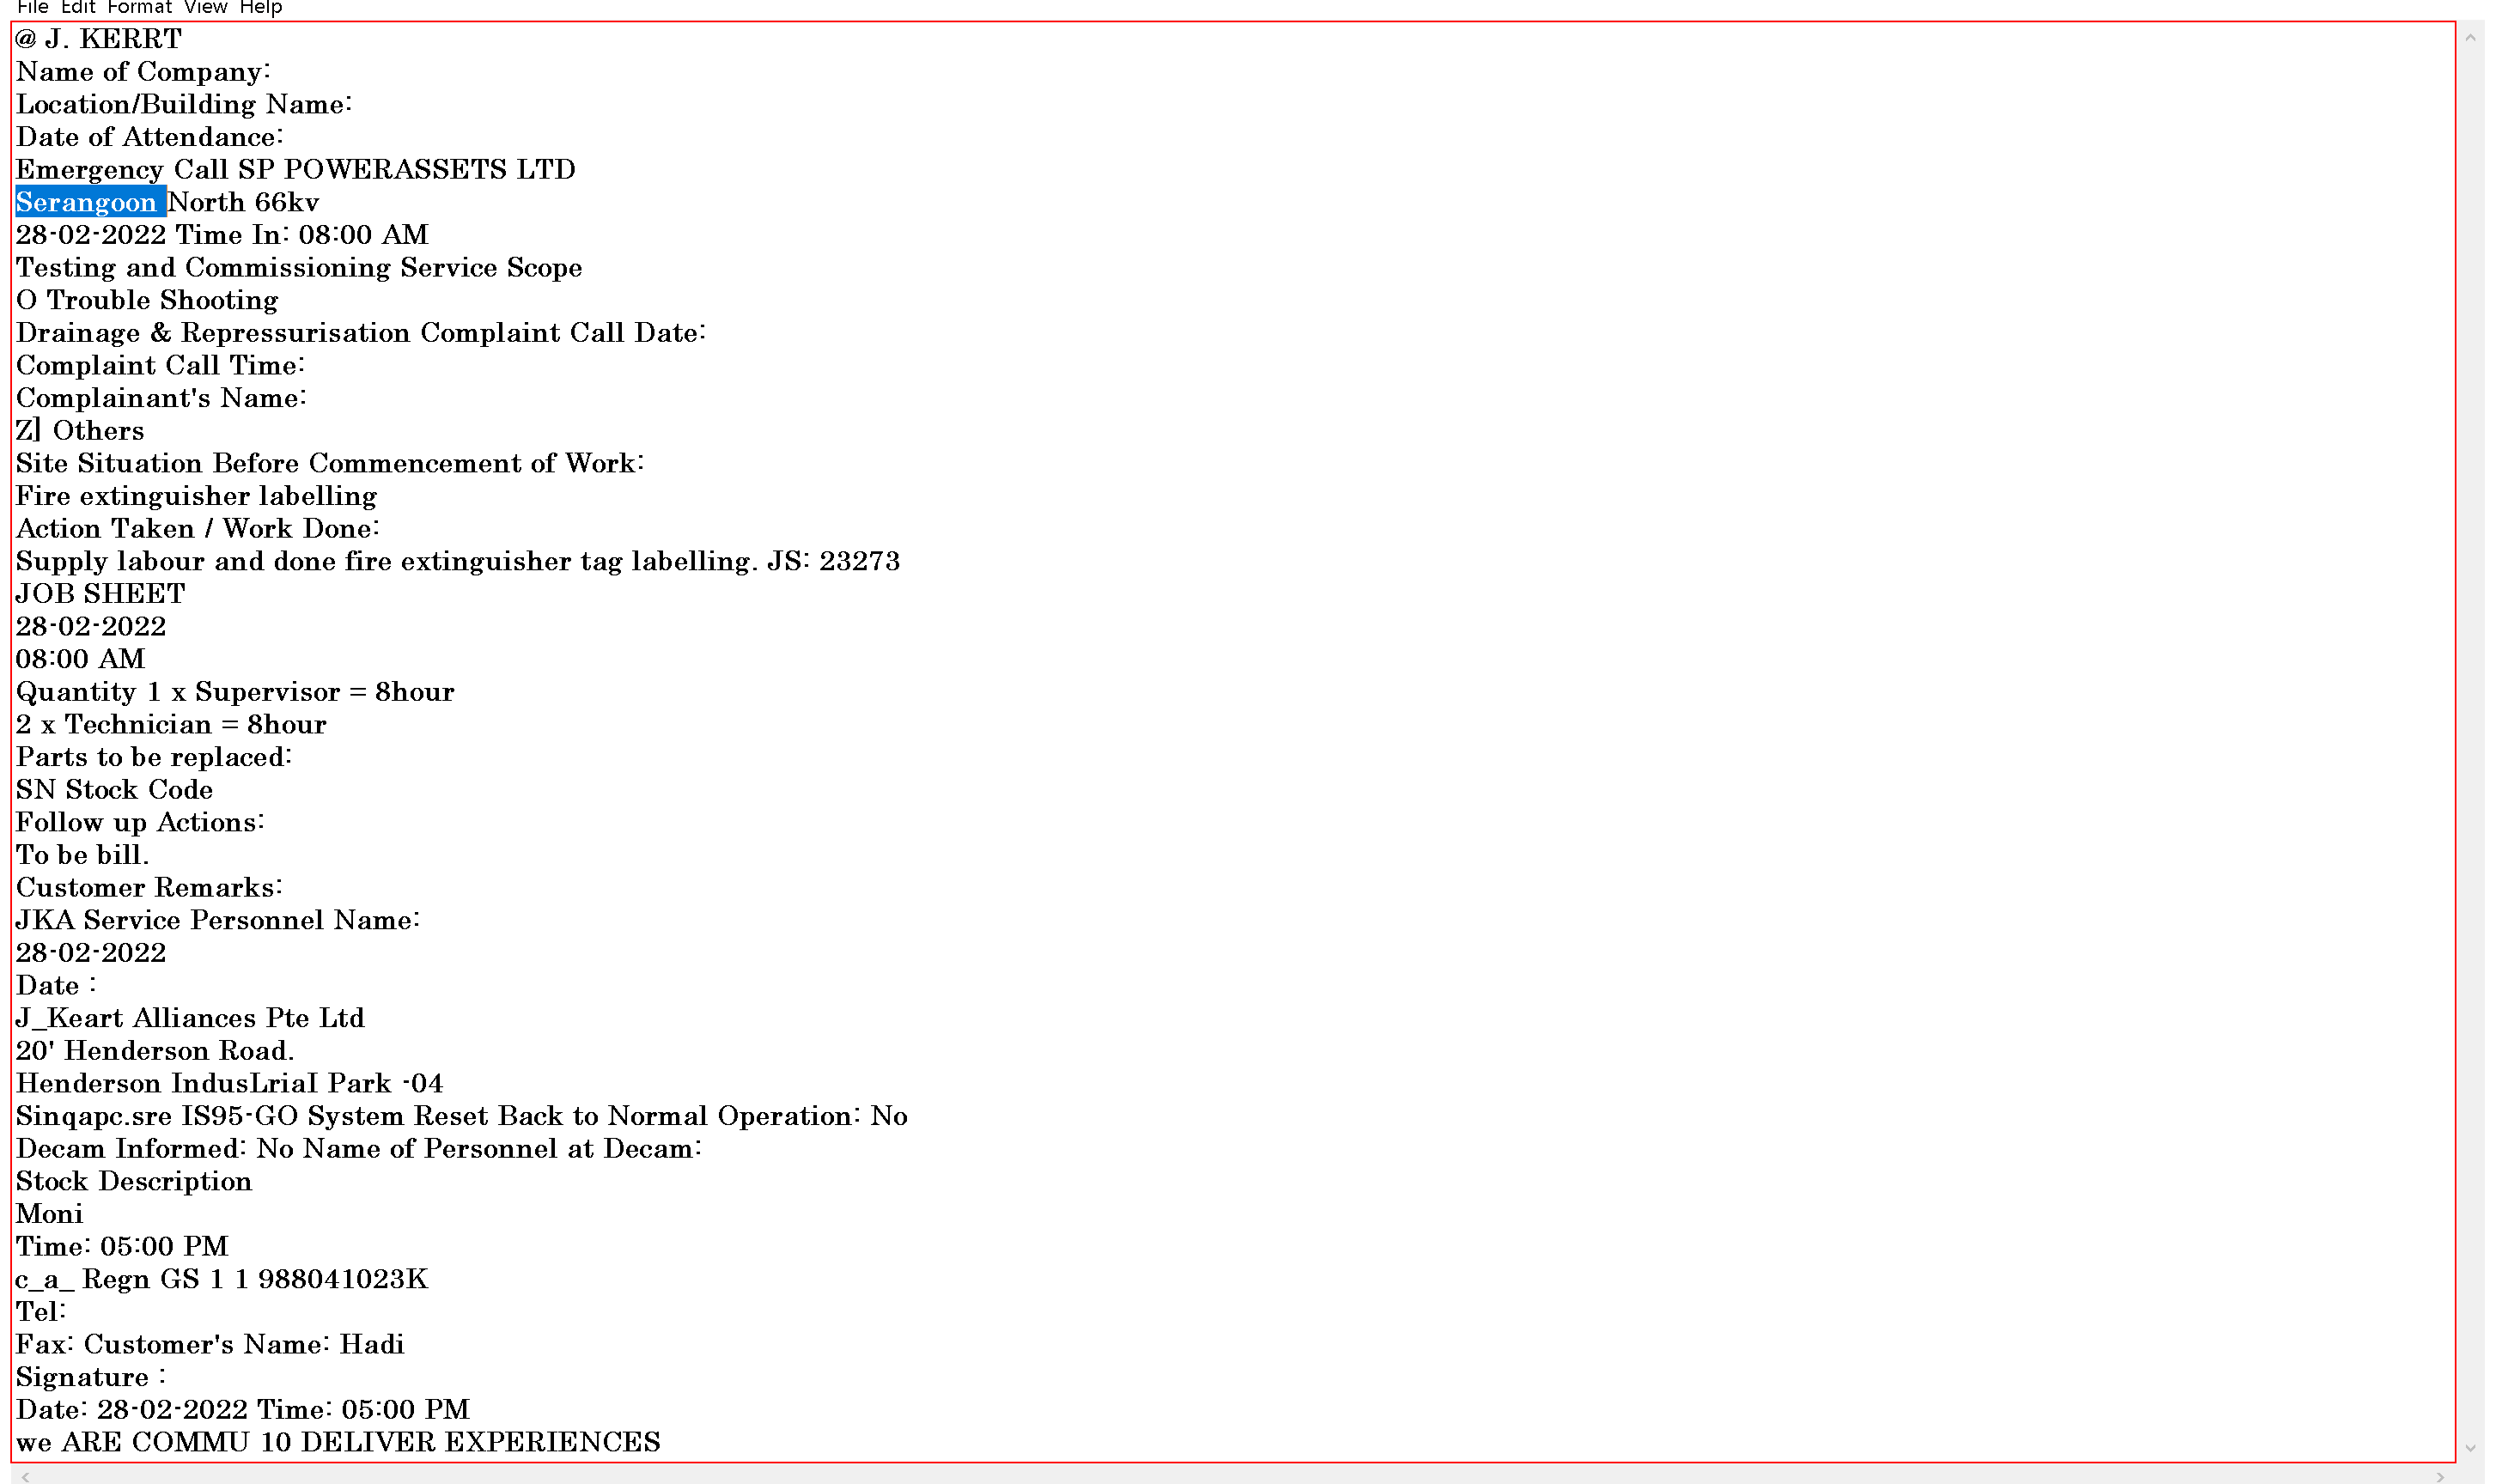 File Edit Format View Help
@ J. KERRT
Name of Company:
Location/Building Name:
Date of Attendance:
Emergency Call SP POWERASSETS LTD
Serangoon North 66kv
28-02-2022 Time In: 08:00 AM
Testing and Commissioning Service Scope
O Trouble Shooting
Drainage & Repressurisation Complaint Call Date:
Complaint Call Time:
Complainant's Name:
Z] Others
Site Situation Before Commencement of Work:
Fire extinguisher labelling
Action Taken / Work Done:
Supply labour and done fire extinguisher tag labelling. JS: 23273
JOB SHEET
28-02-2022
08:00 AM
Quantity 1 x Supervisor = 8hour
2 x Technician = 8hour
Parts to be replaced:
SN Stock Code
Follow up Actions:
To be bill.
Customer Remarks:
JKA Service Personnel Name:
28-02-2022
Date :
J_Keart Alliances Pte Ltd
20' Henderson Road.
Henderson IndusLriaI Park -04
Sinqapc.sre IS95-GO System Reset Back to Normal Operation: No
Decam Informed: No Name of Personnel at Decam:
Stock Description
Moni
Time: 05:00 PM
c_a_ Regn GS 1 1 988041023K
Tel:
Fax: Customer's Name: Hadi
Signature :
Date: 28-02-2022 Time: 05:00 PM
we ARE COMMU 10 DELIVER EXPERIENCES